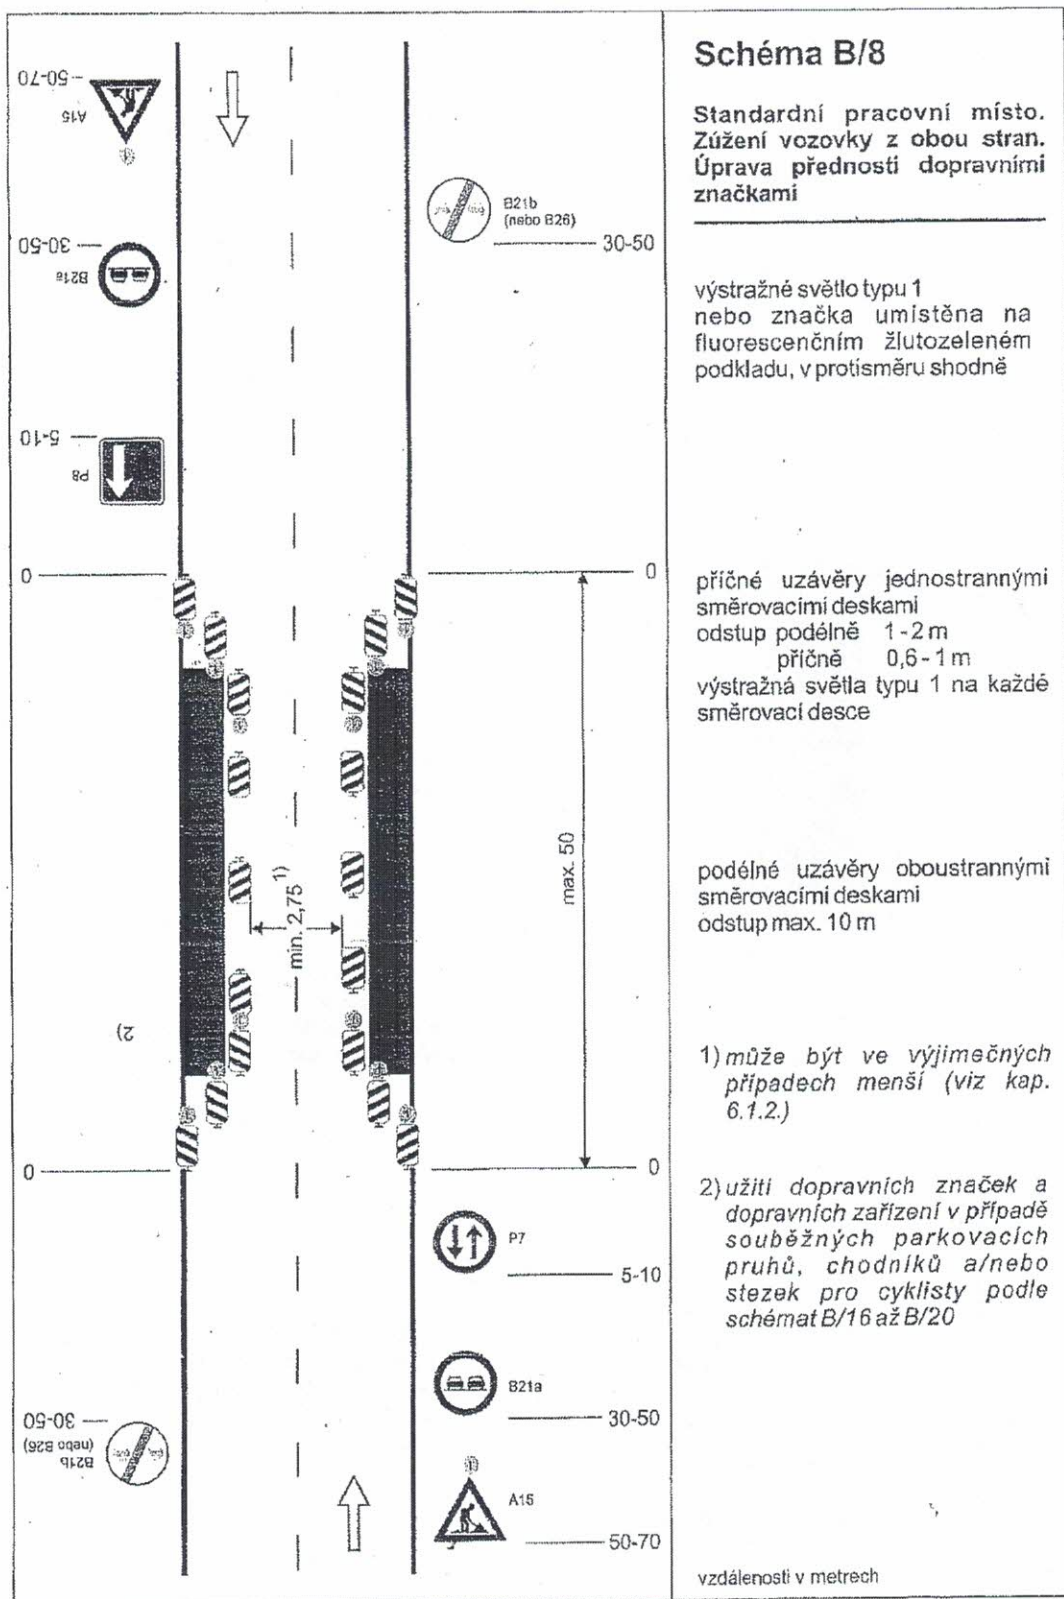 Schéma B/8
Standardní pracovní místo.
Zúžení vozovky z obou stran.
Úprava přednosti dopravními
značkami
výstražné světlo typu 1
nebo značka umístěna na
fluorescenčním žlutozeleném
podkladu, v protisměru shodně
příčné uzávěry jednostrannými
směrovacími deskami
odstup podélně 1-2 m
příčně 0,6-1 m
výstražná světla typu 1 na každé
směrovací desce
podélné uzávěry oboustrannými
směrovacími deskami
odstup max. 10 m
1) může být ve výjimečných
případech menší (viz kap.
6.1.2.)
2) užití dopravních značek a
dopravních zařízení v případě
souběžných parkovacích
pruhů, chodníků a/nebo
stezek pro cyklisty podle
schémat B/16 až B/20
vzdálenosti v metrech
50-70
A15
30-50
B21a
5-10
P8
0
0
2)
30-50
B21b
(nebo B26)
B21b
(nebo B26)
30-50
0
max. 50
min. 2,75 1)
0
P7
5-10
B21a
30-50
A15
50-70